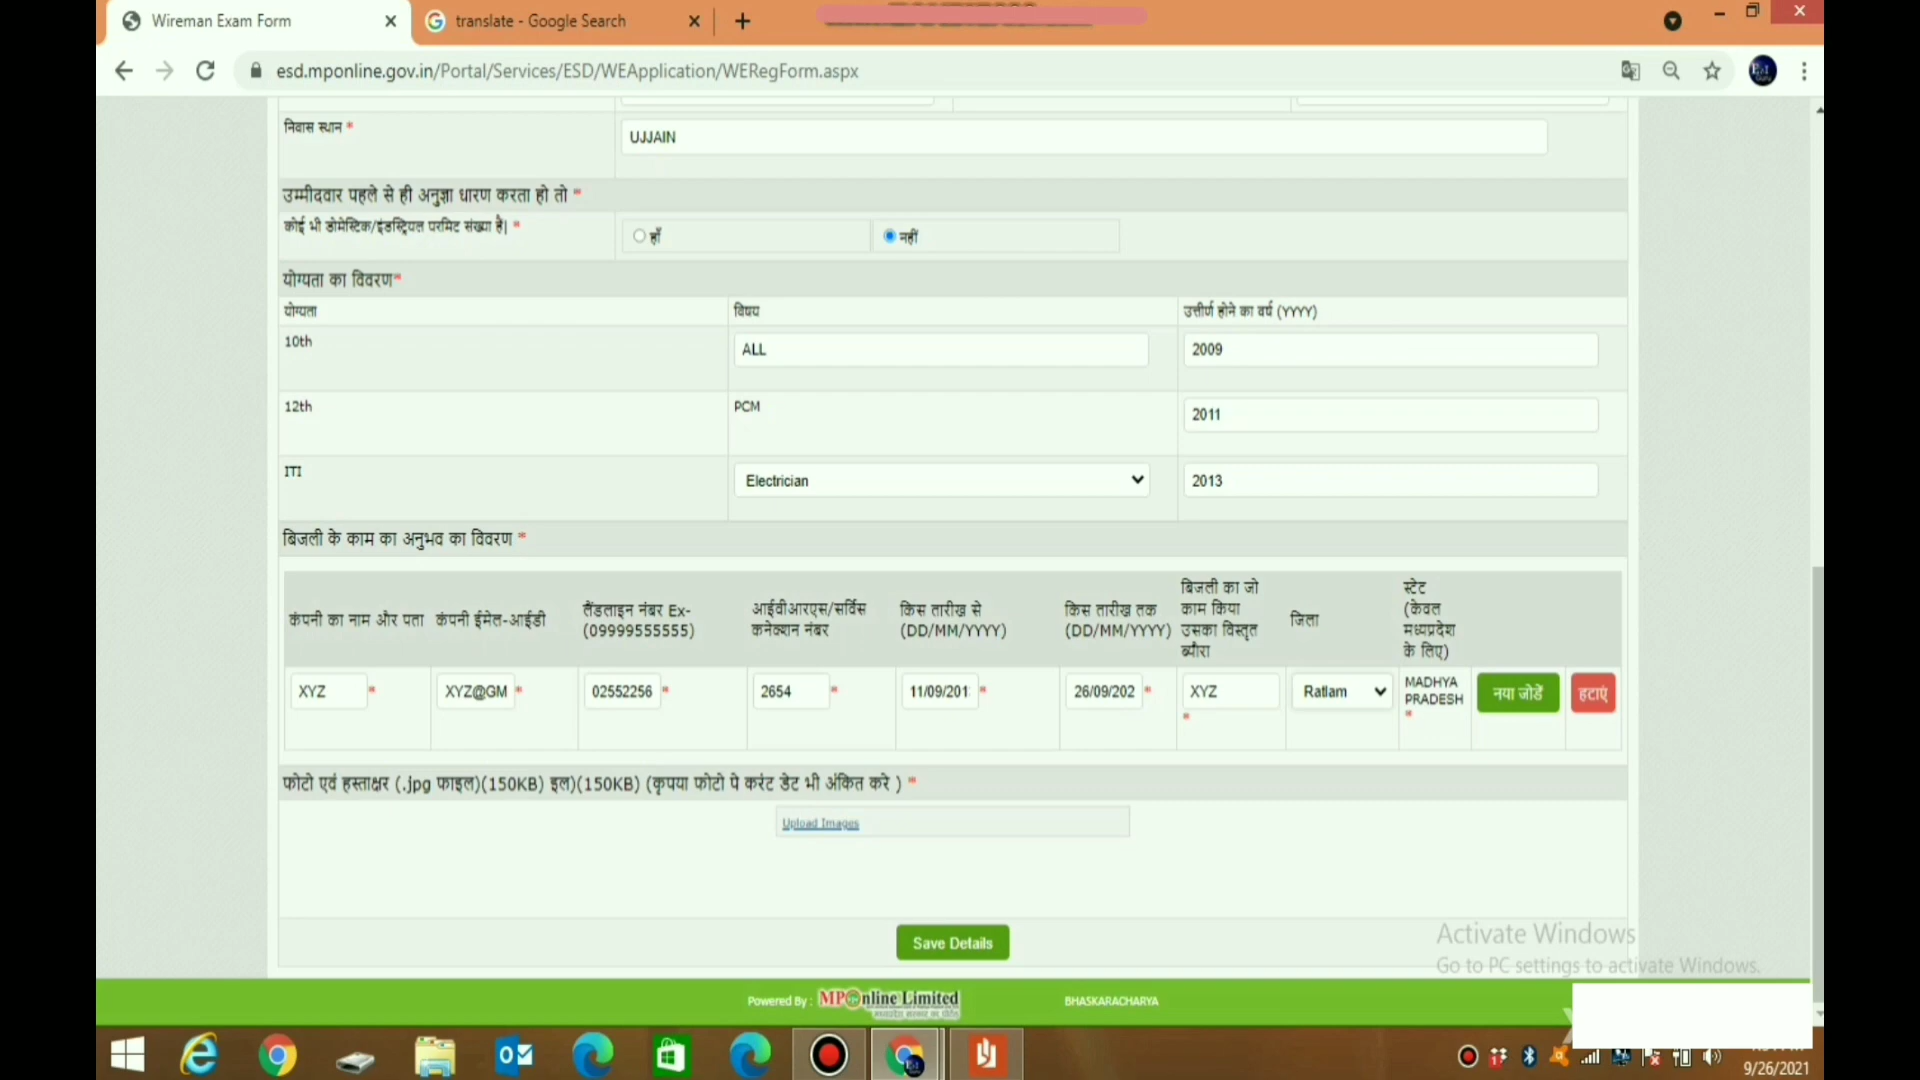 Wireman Exam Form
translate - Google Search
esd.mponline.gov.in/Portal/Services/ESD/WEApplication/WERegForm.aspx
निवास स्थान *
UJJAIN
उम्मीदवार पहले से ही अनुज्ञा धारण करता हो तो *
कोई भी डोमेस्टिक/इंडस्ट्रियल परमिट संख्या हैं| *
हाँ
नहीं
योग्यता का विवरण*
योग्यता
विषय
उत्तीर्ण होने का वर्ष (YYYY)
10th
ALL
2009
12th
PCM
2011
ITI
Electrician
2013
बिजली के काम का अनुभव का विवरण *
कंपनी का नाम और पता
कंपनी ईमेल-आईडी
लैंडलाइन नंबर Ex-
(09999555555)
आईवीआरएस/सर्विस
कनेक्शन नंबर
किस तारीख से
(DD/MM/YYYY)
किस तारीख तक
(DD/MM/YYYY)
बिजली का जो
काम किया
उसका विस्तृत
ब्यौरा
जिला
स्टेट
(केवल
मध्यप्रदेश
के लिए)
XYZ *
XYZ@GM *
02552256 *
2654 *
11/09/201 *
26/09/202 *
XYZ
*
Ratlam
MADHYA
PRADESH
*
नया जोडें
हटाएं
फोटो एवं हस्ताक्षर (.jpg फाइल)(150KB) इल)(150KB) (कृपया फोटो पे करंट डेट भी अंकित करे ) *
Upload Images
Save Details
Activate Windows
Go to PC settings to activate Windows.
Powered By : MPOnline Limited
BHASKARACHARYA
9/26/2021